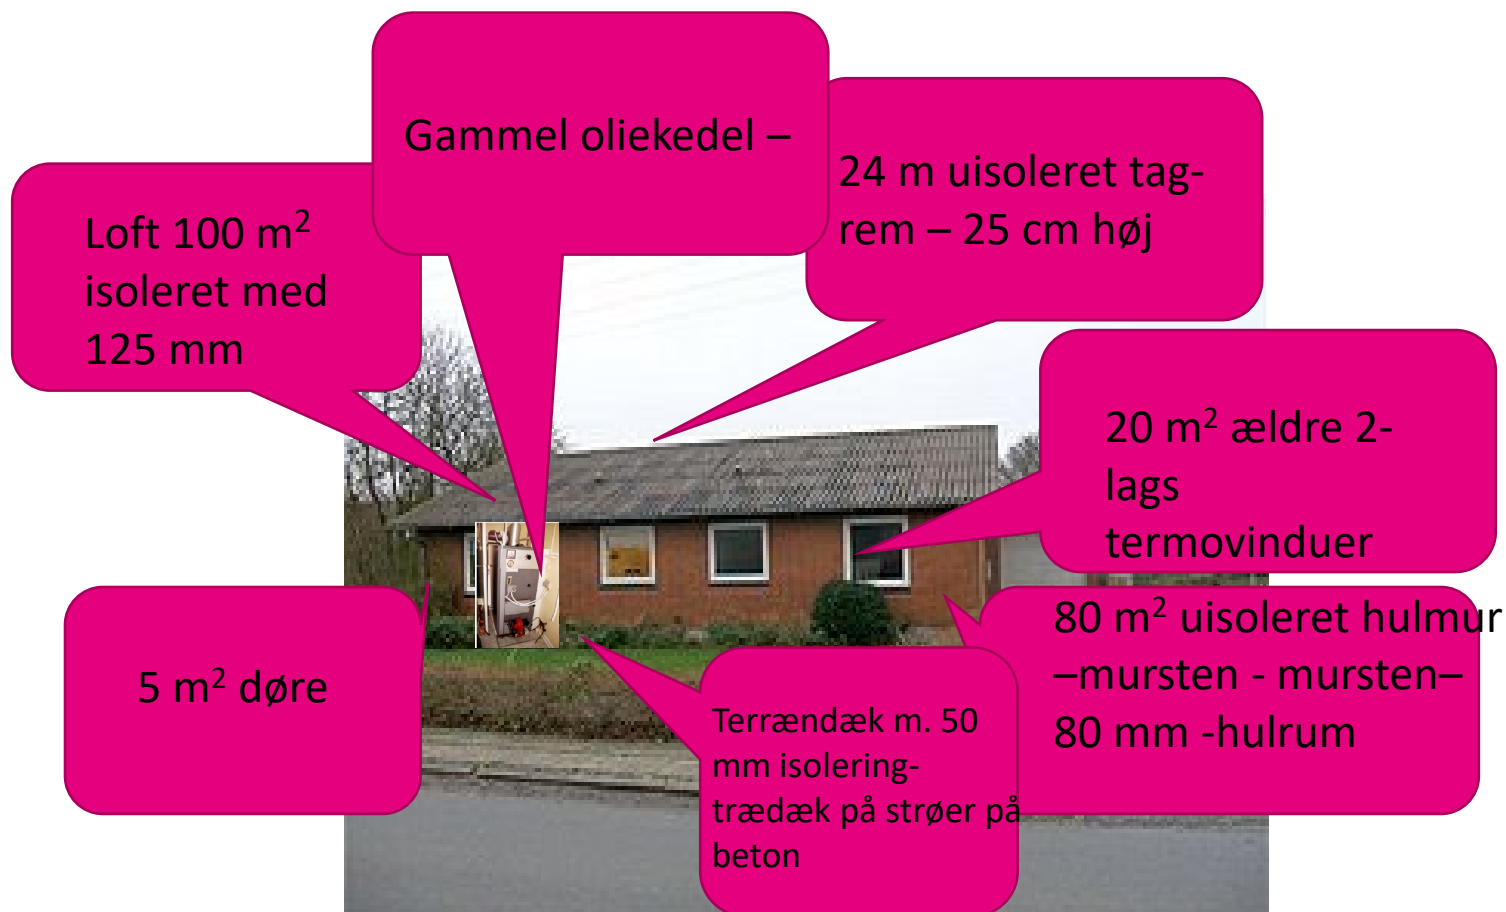 Gammel oliekedel –
24 m uisoleret tag-
rem – 25 cm høj
Loft 100 m²
isoleret med
125 mm
20 m² ældre 2-
lags
termovinduer
80 m² uisoleret hulmur
–mursten - mursten–
80 mm -hulrum
5 m² døre
Terrændæk m. 50
mm isolering-
trædæk på strøer på
beton